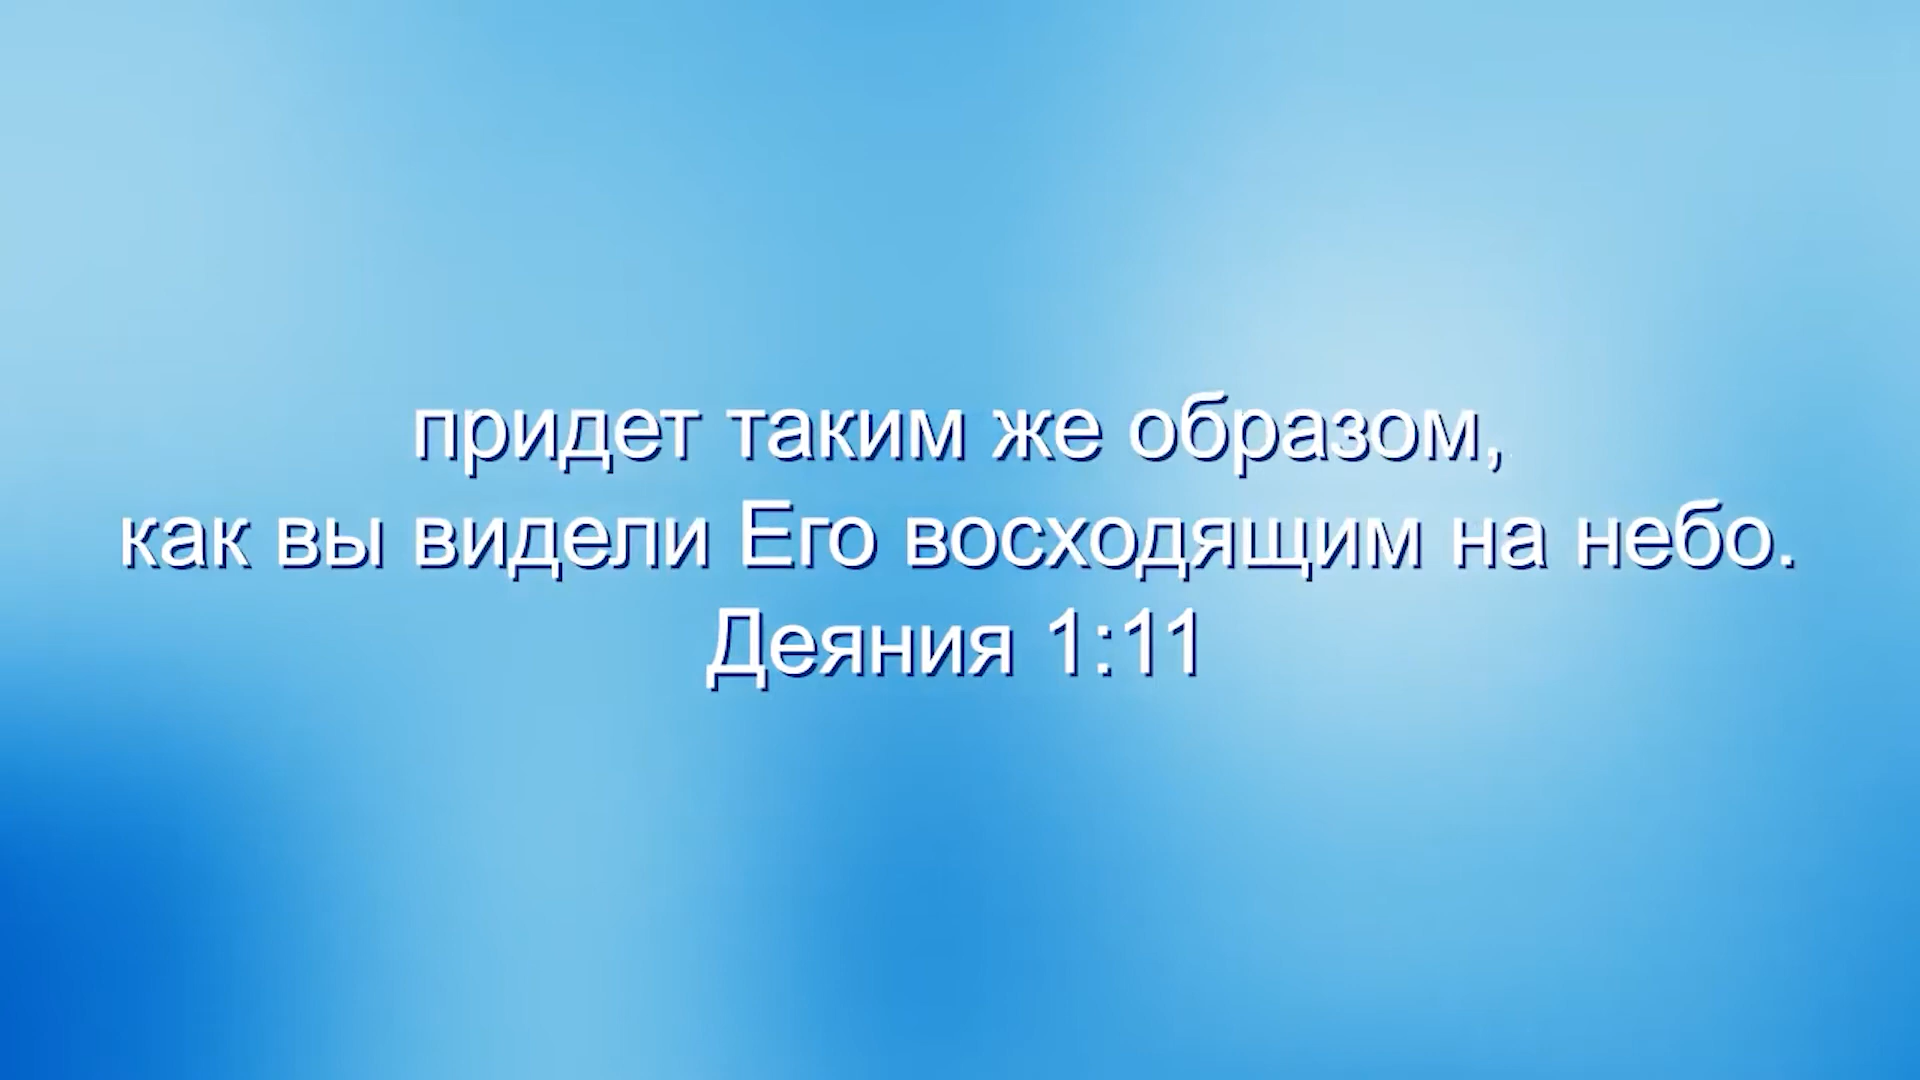 придет таким же образом,
как вы видели Его восходящим на небо.
Деяния 1:11